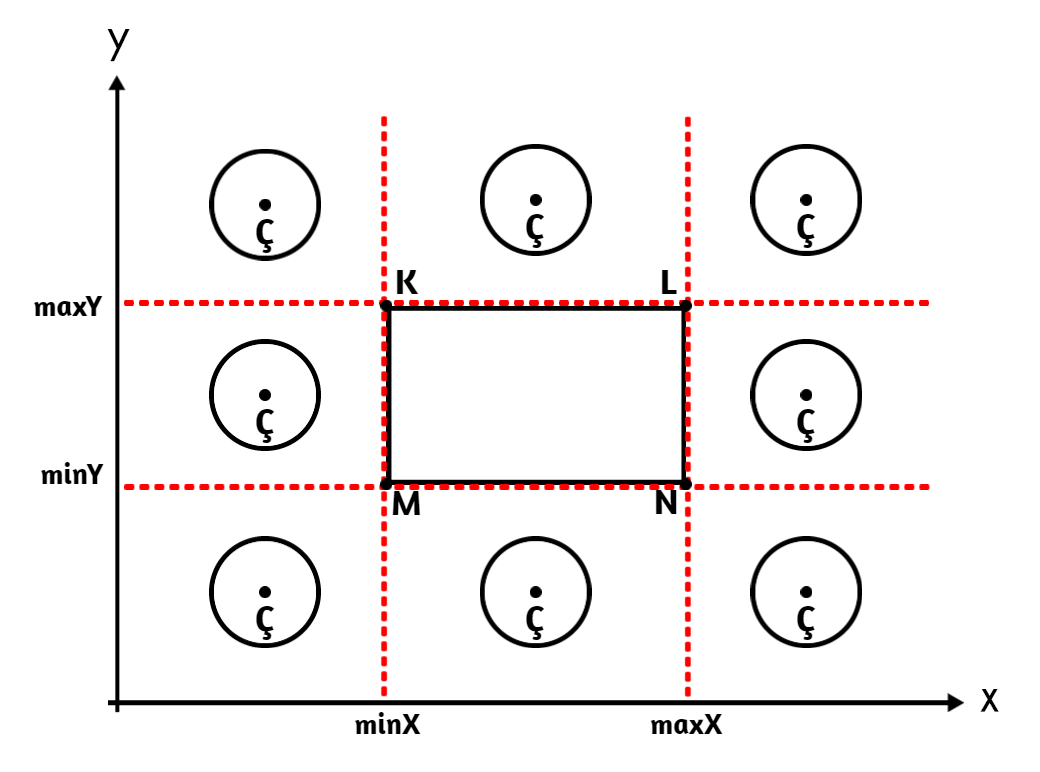 y
Ç Ç Ç
K L
maxY
Ç Ç
minY
M N
Ç Ç Ç
X
minX maxX